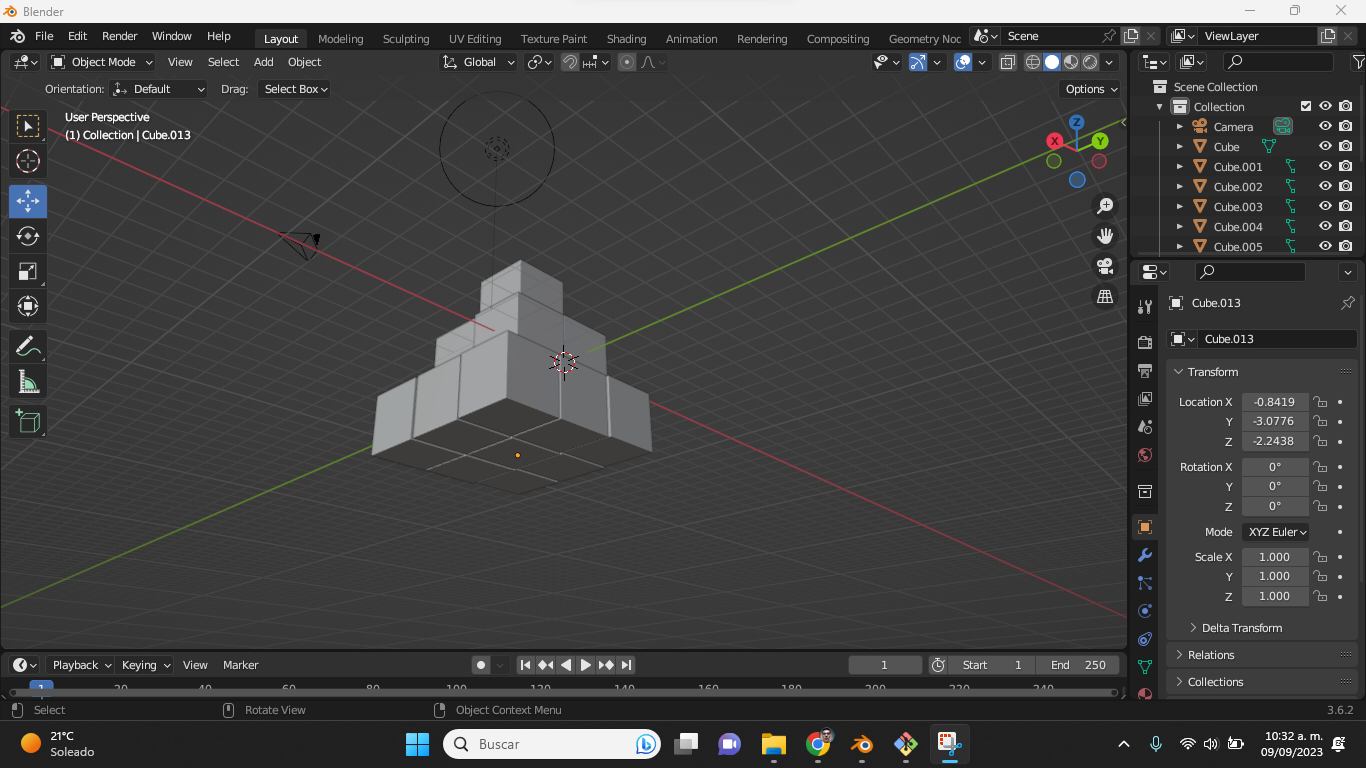 Blender
File Edit Render Window Help Layout Modeling Sculpting UV Editing Texture Paint Shading Animation Rendering Compositing Geometry Noc Scene ViewLayer
Object Mode View Select Add Object Global
Orientation: Default Drag: Select Box Options
User Perspective
(1) Collection | Cube.013
X Y Z
Scene Collection
Collection
Camera
Cube
Cube.001
Cube.002
Cube.003
Cube.004
Cube.005
Cube.013
Cube.013
Transform
Location X -0.8419
Y -3.0776
Z -2.2438
Rotation X 0°
Y 0°
Z 0°
Mode XYZ Euler
Scale X 1.000
Y 1.000
Z 1.000
Delta Transform
Relations
Collections
Playback Keying View Marker 1 Start 1 End 250
1 20 40 60 80 100 120 140 160 180 200 220 240
Select Rotate View Object Context Menu 3.6.2
21°C
Soleado
Buscar
10:32 a. m.
09/09/2023